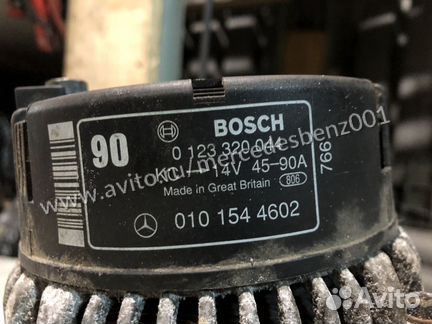 90
BOSCH
0 123 320 044
KCI 14V 45-90A
Made in Great Britain
806
766
010 154 4602
www.avito.ru/mercedesbenz001
Avito